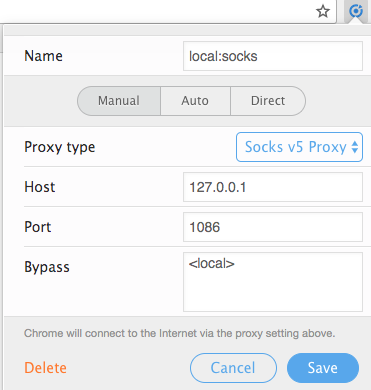 Name local:socks
Manual Auto Direct
Proxy type Socks v5 Proxy
Host 127.0.0.1
Port 1086
Bypass <local>
Chrome will connect to the Internet via the proxy setting above.
Delete Cancel Save